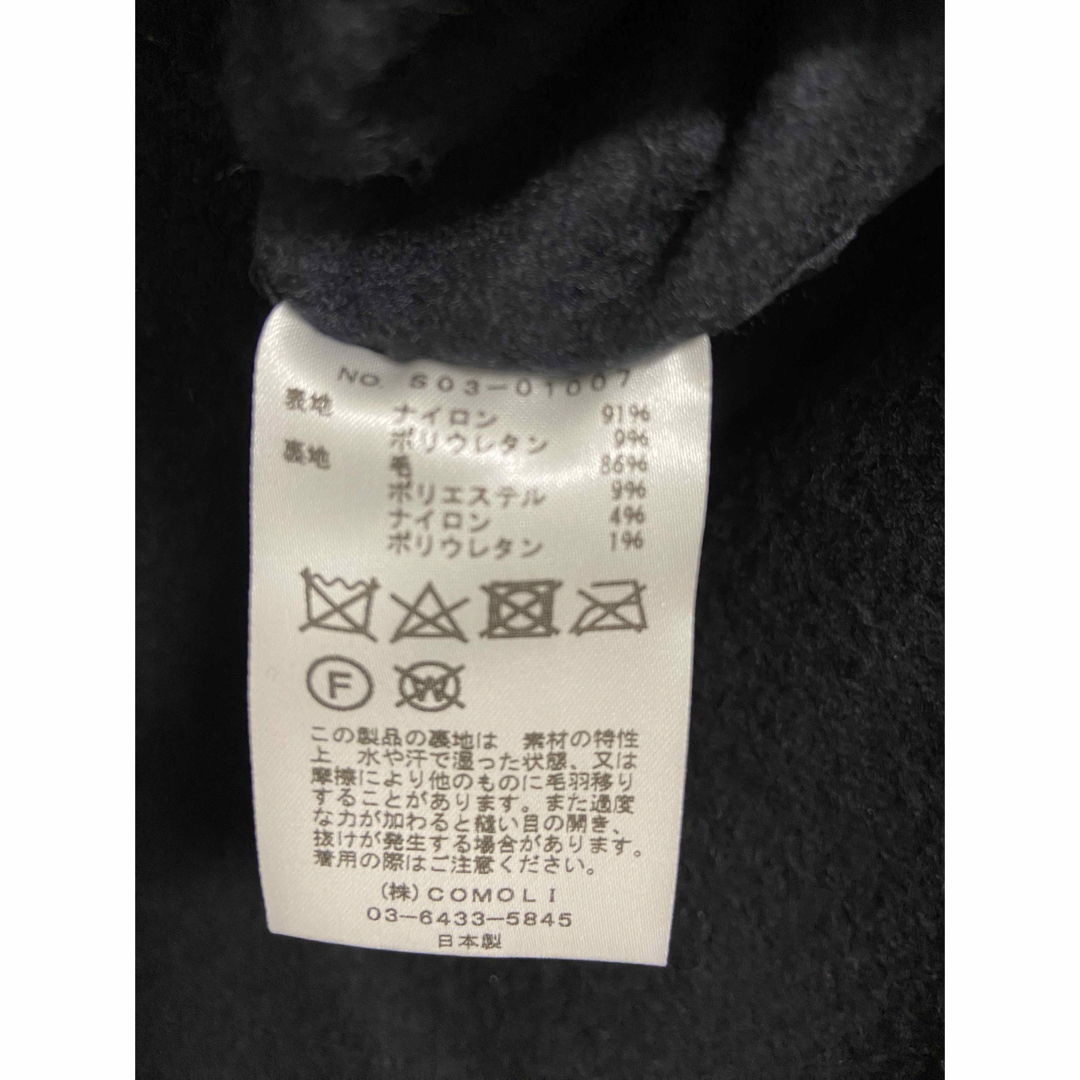 NO. S03-01007
表地 ナイロン 91%
ポリウレタン 9%
裏地 毛 86%
ポリエステル 9%
ナイロン 4%
ポリウレタン 1%
F W
この製品の裏地は 素材の特性
上 水や汗で湿った状態、又は
摩擦により他のものに毛羽移り
することがあります。また過度
な力が加わると縫い目の開き、
抜けが発生する場合があります。
着用の際はご注意ください。
(株)COMOLI
03-6433-5845
日本製